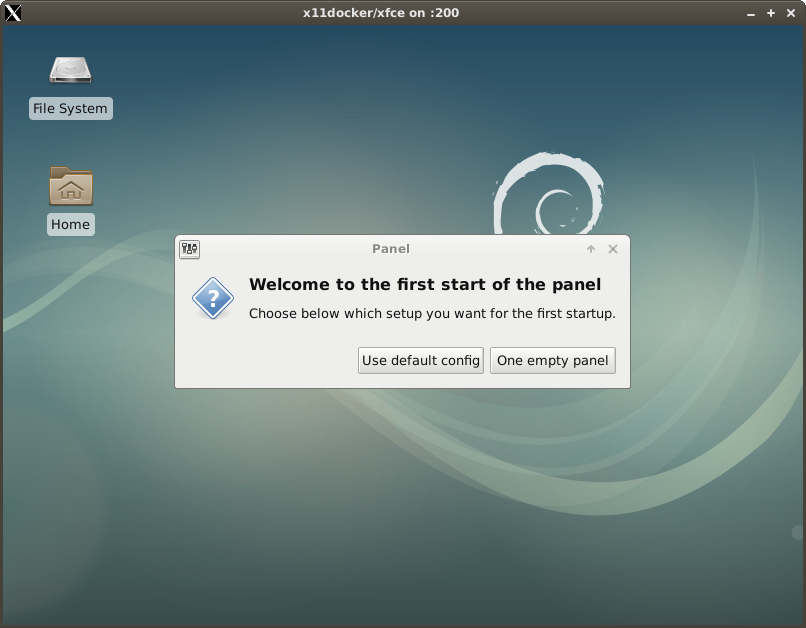 x11docker/xfce on :200
File System
Home
Panel
Welcome to the first start of the panel
Choose below which setup you want for the first startup.
Use default config
One empty panel